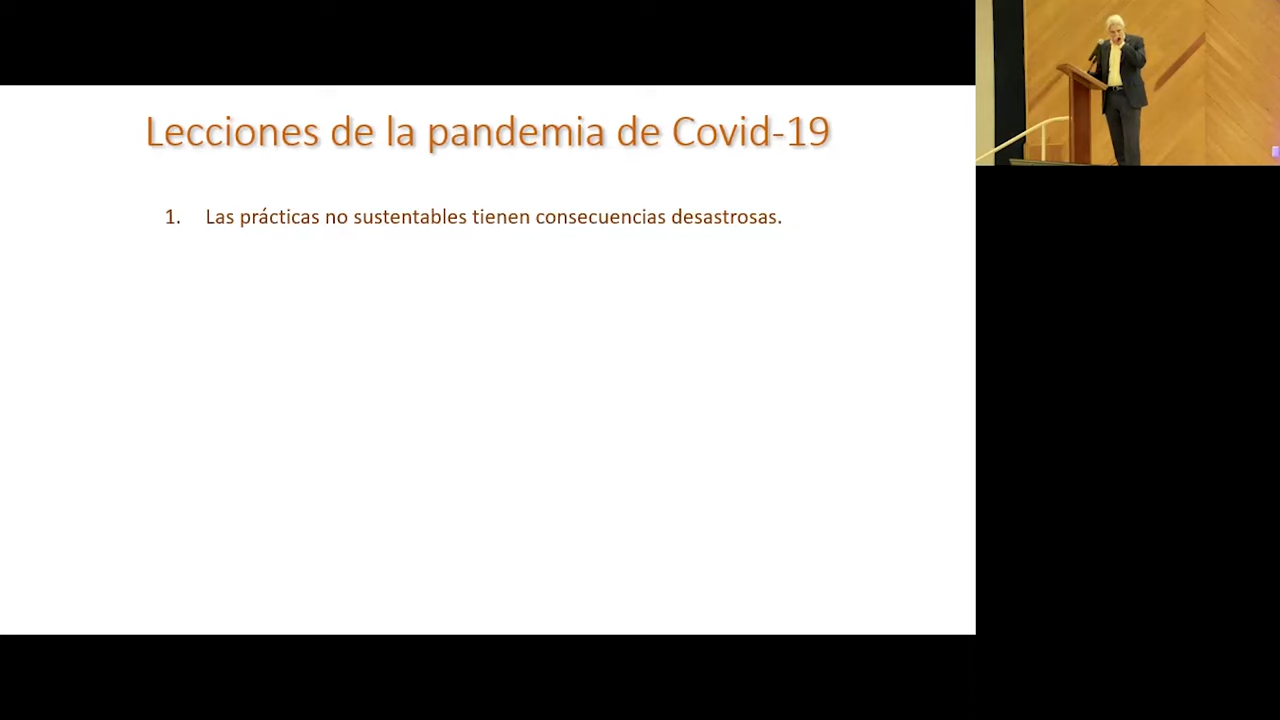 Lecciones de la pandemia de Covid-19
1. Las prácticas no sustentables tienen consecuencias desastrosas.